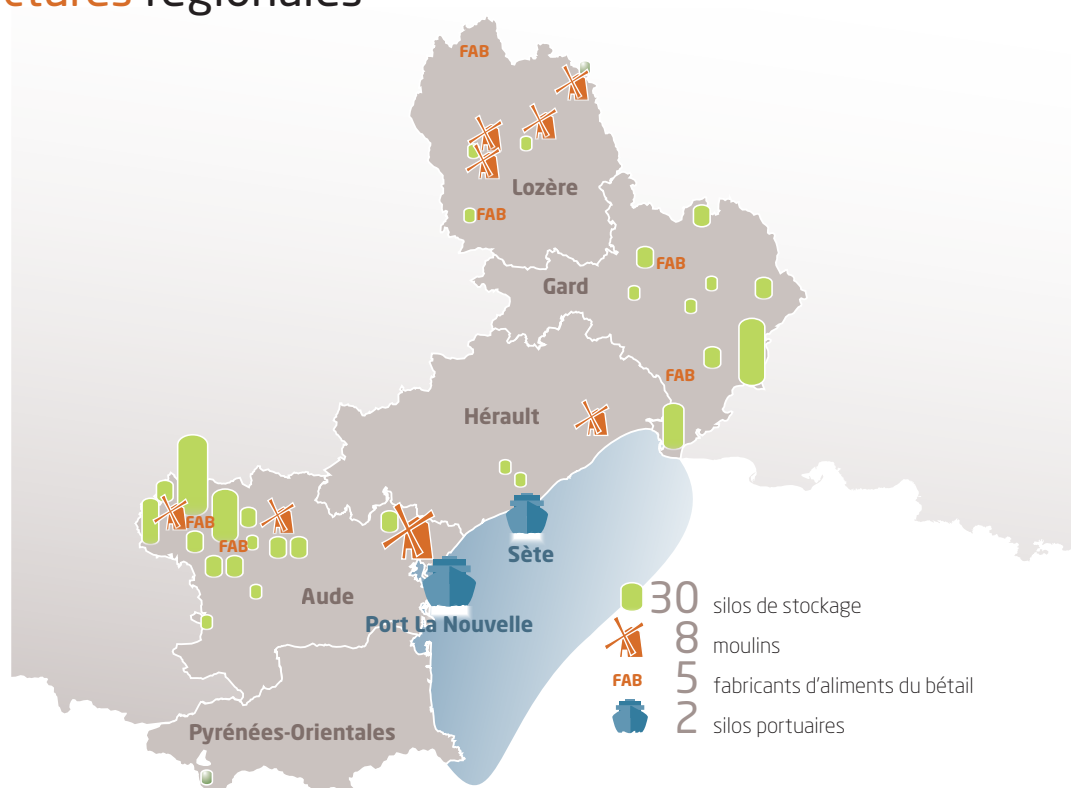 ctures régionales
FAB
Lozère
FAB
FAB
Gard
FAB
Hérault
FAB
FAB
Sète
Aude
Port La Nouvelle
Pyrénées-Orientales
30 silos de stockage
8 moulins
FAB 5 fabricants d'aliments du bétail
2 silos portuaires